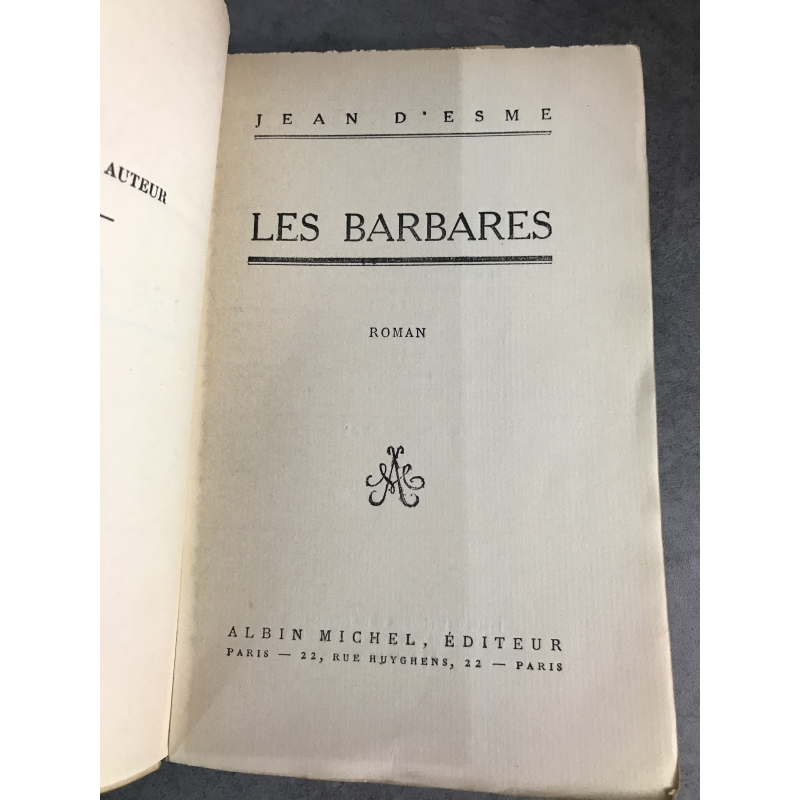 AUTEUR
JEAN D'ESME
LES BARBARES
ROMAN
ALBIN MICHEL, ÉDITEUR
PARIS — 22, RUE HUYGHENS, 22 — PARIS